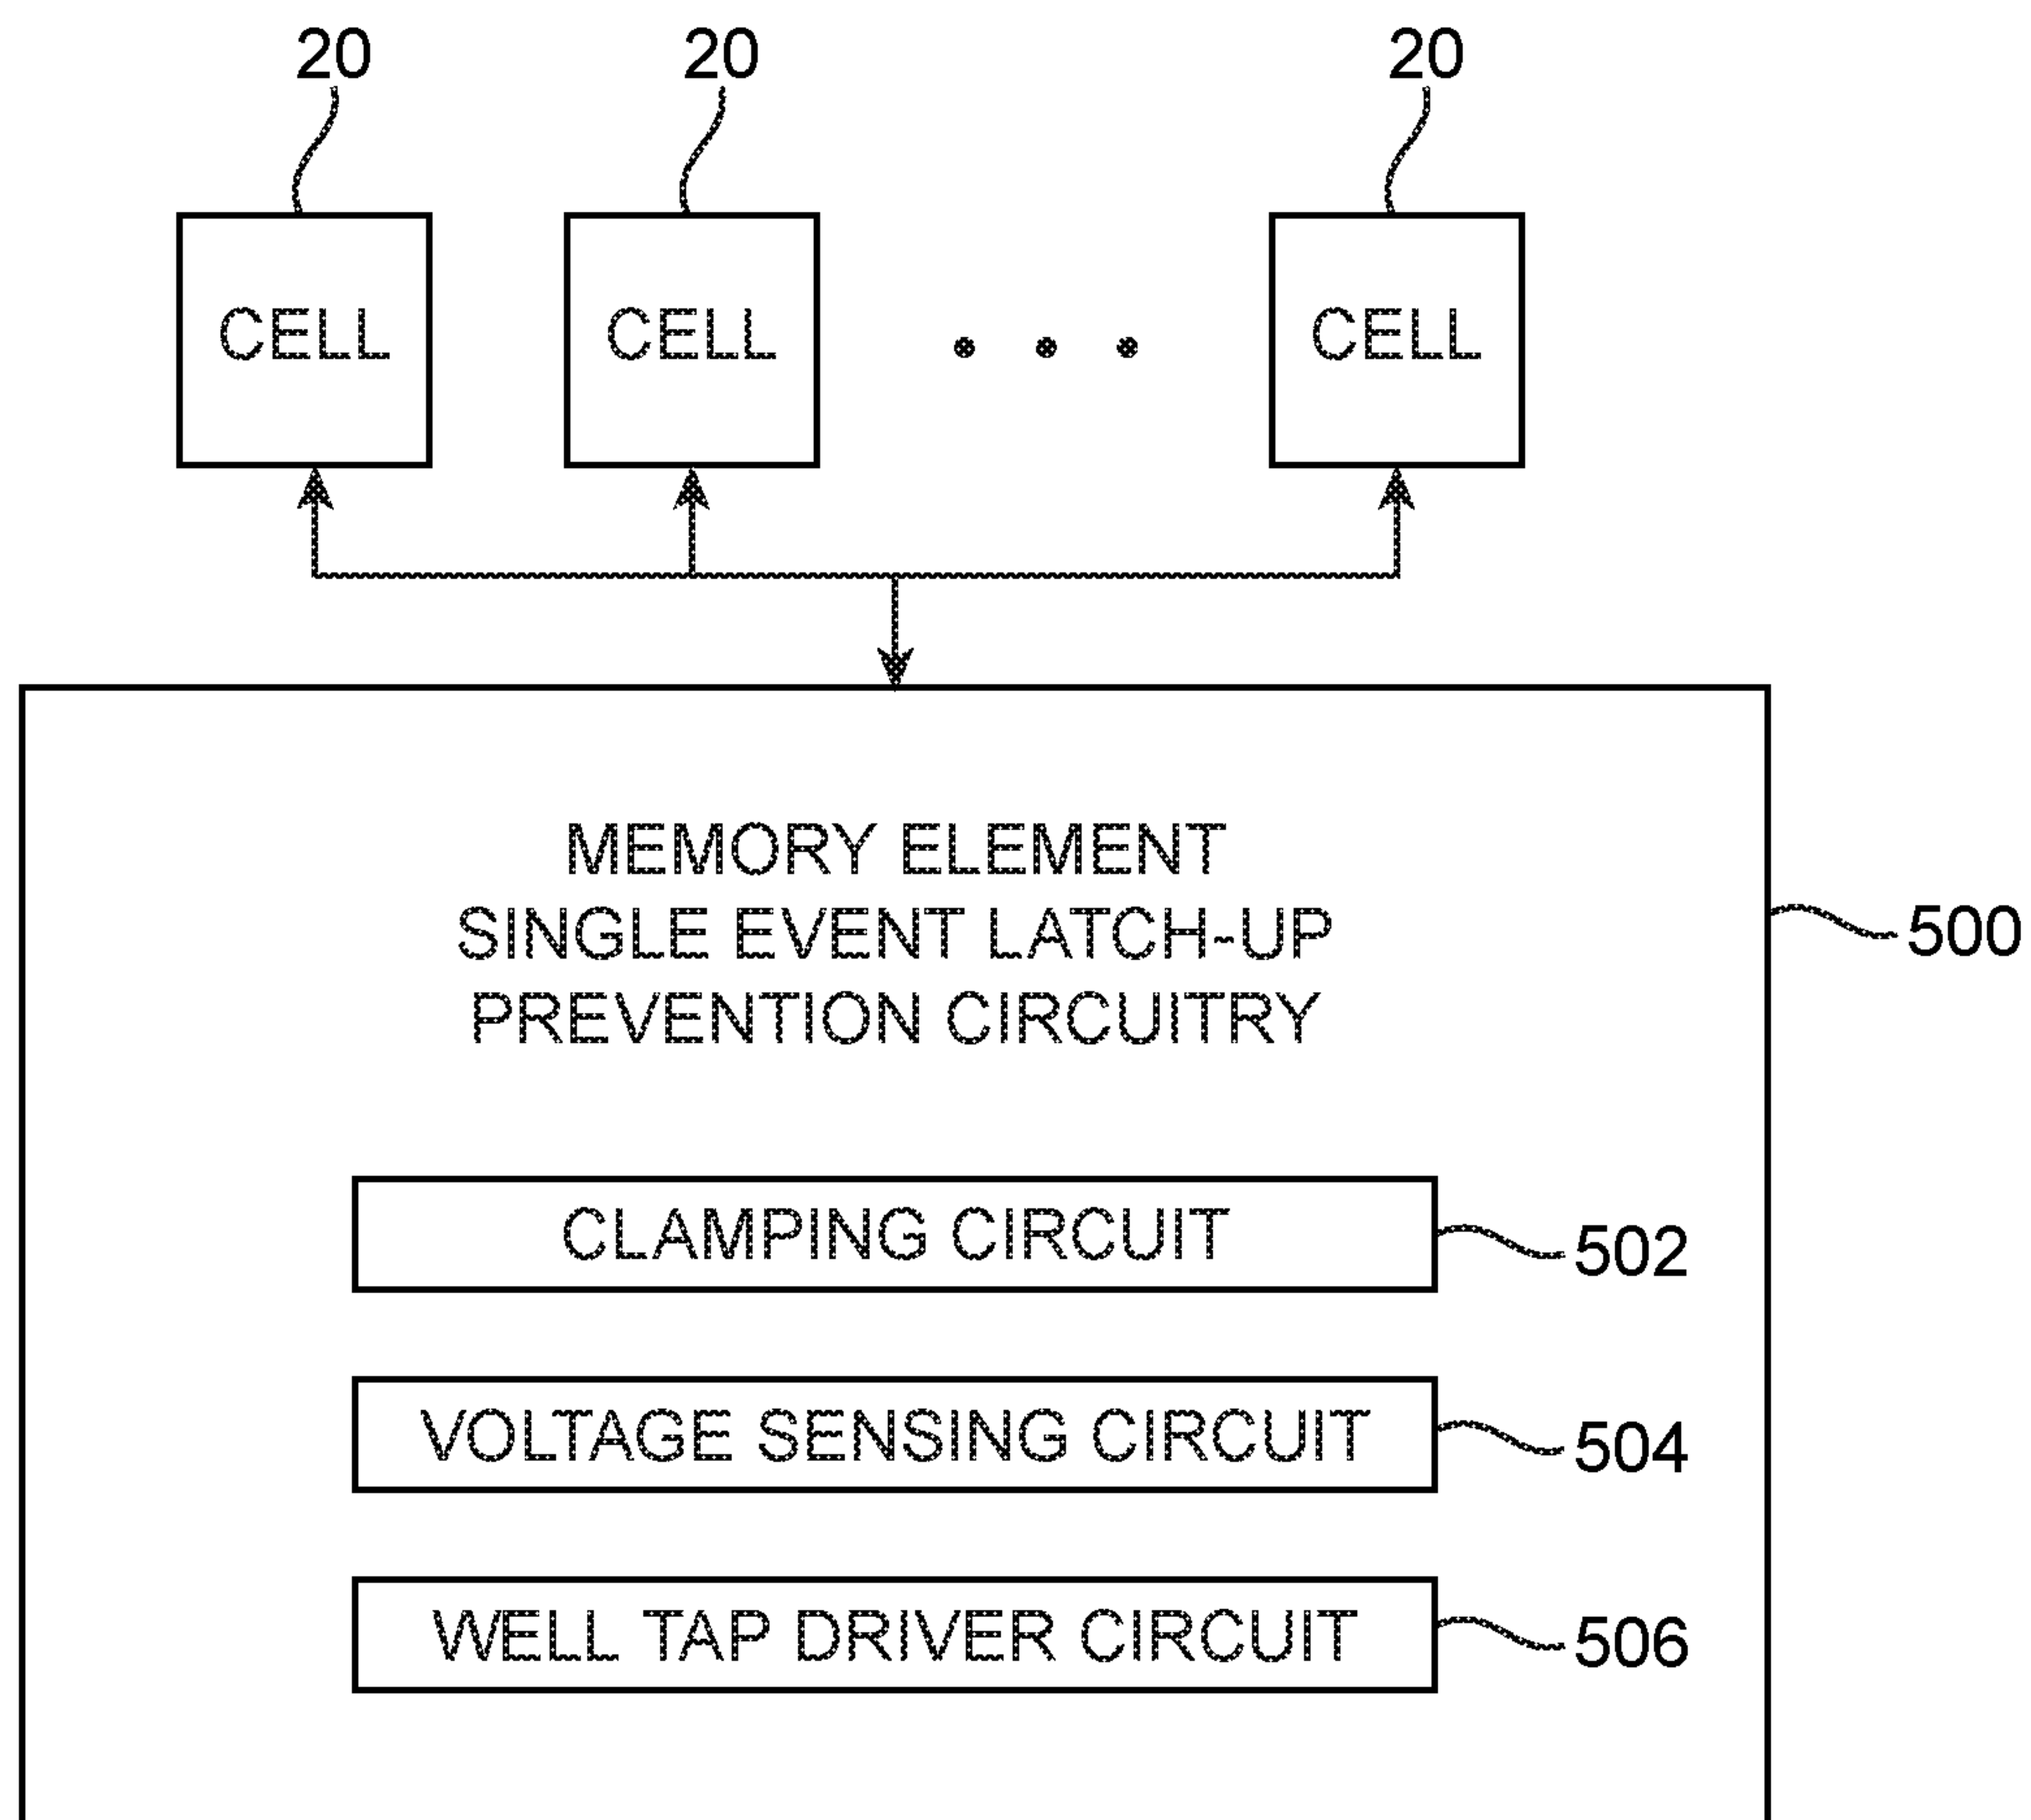 20 20 20
CELL CELL CELL
MEMORY ELEMENT
SINGLE EVENT LATCH-UP
PREVENTION CIRCUITRY
500
CLAMPING CIRCUIT 502
VOLTAGE SENSING CIRCUIT 504
WELL TAP DRIVER CIRCUIT 506